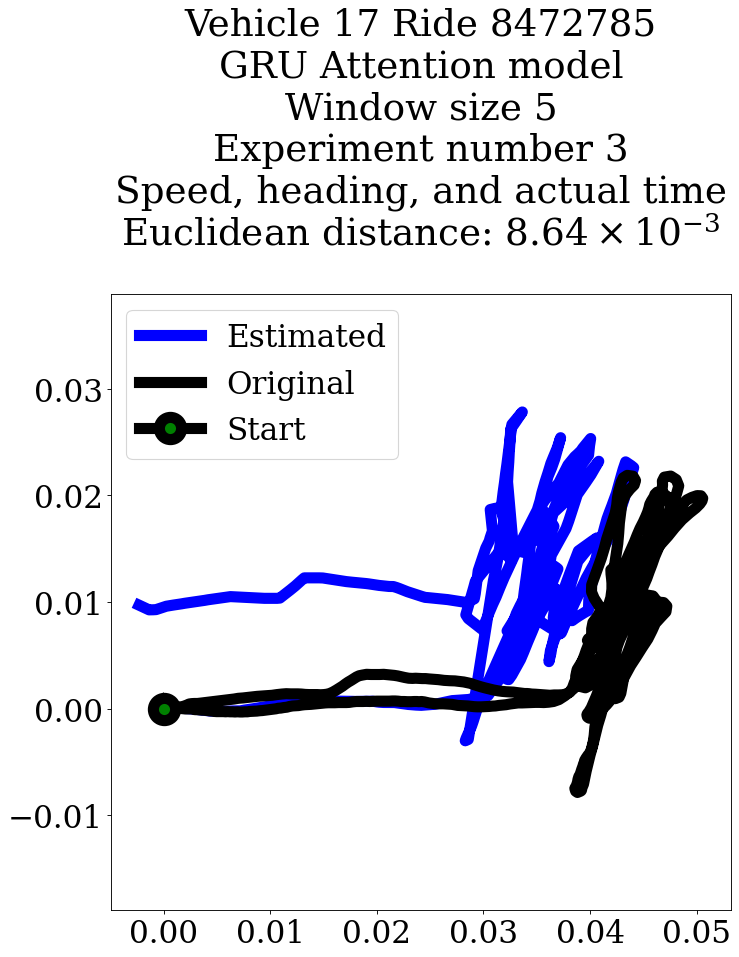 Vehicle 17 Ride 8472785
GRU Attention model
Window size 5
Experiment number 3
Speed, heading, and actual time
Euclidean distance: 8.64 × 10⁻³
Estimated
Original
Start
0.03
0.02
0.01
0.00
−0.01
0.00 0.01 0.02 0.03 0.04 0.05